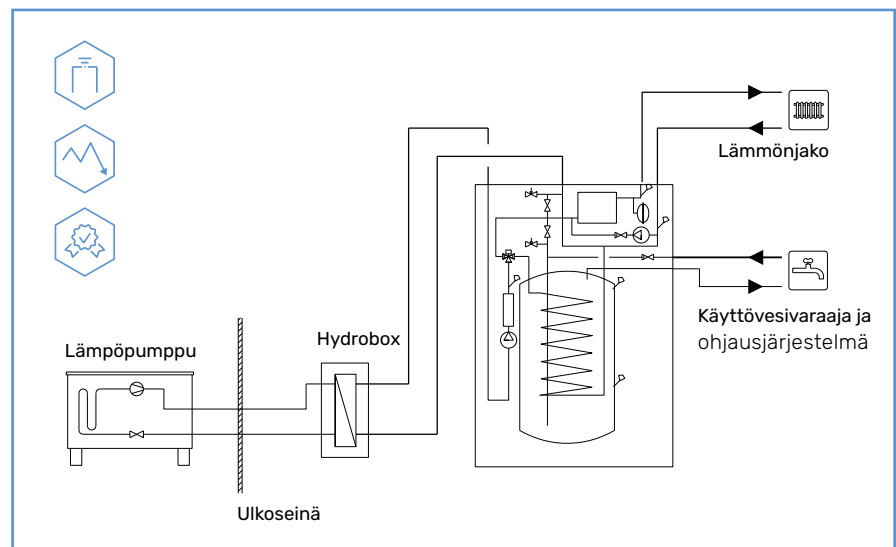 Lämmönjako
Käyttövesivaraaja ja
ohjausjärjestelmä
Hydrobox
Lämpöpumppu
Ulkoseinä